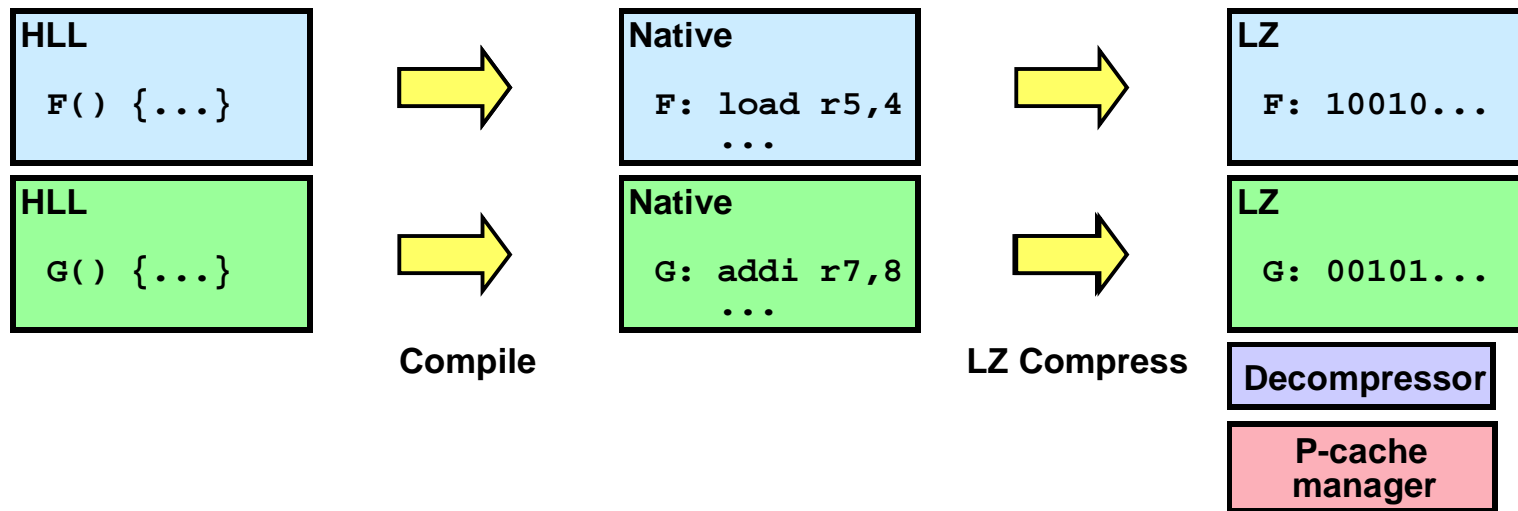 HLL
F() {...}
Native
F: load r5,4
...
LZ
F: 10010...
HLL
G() {...}
Native
G: addi r7,8
...
LZ
G: 00101...
Compile
LZ Compress
Decompressor
P-cache
manager